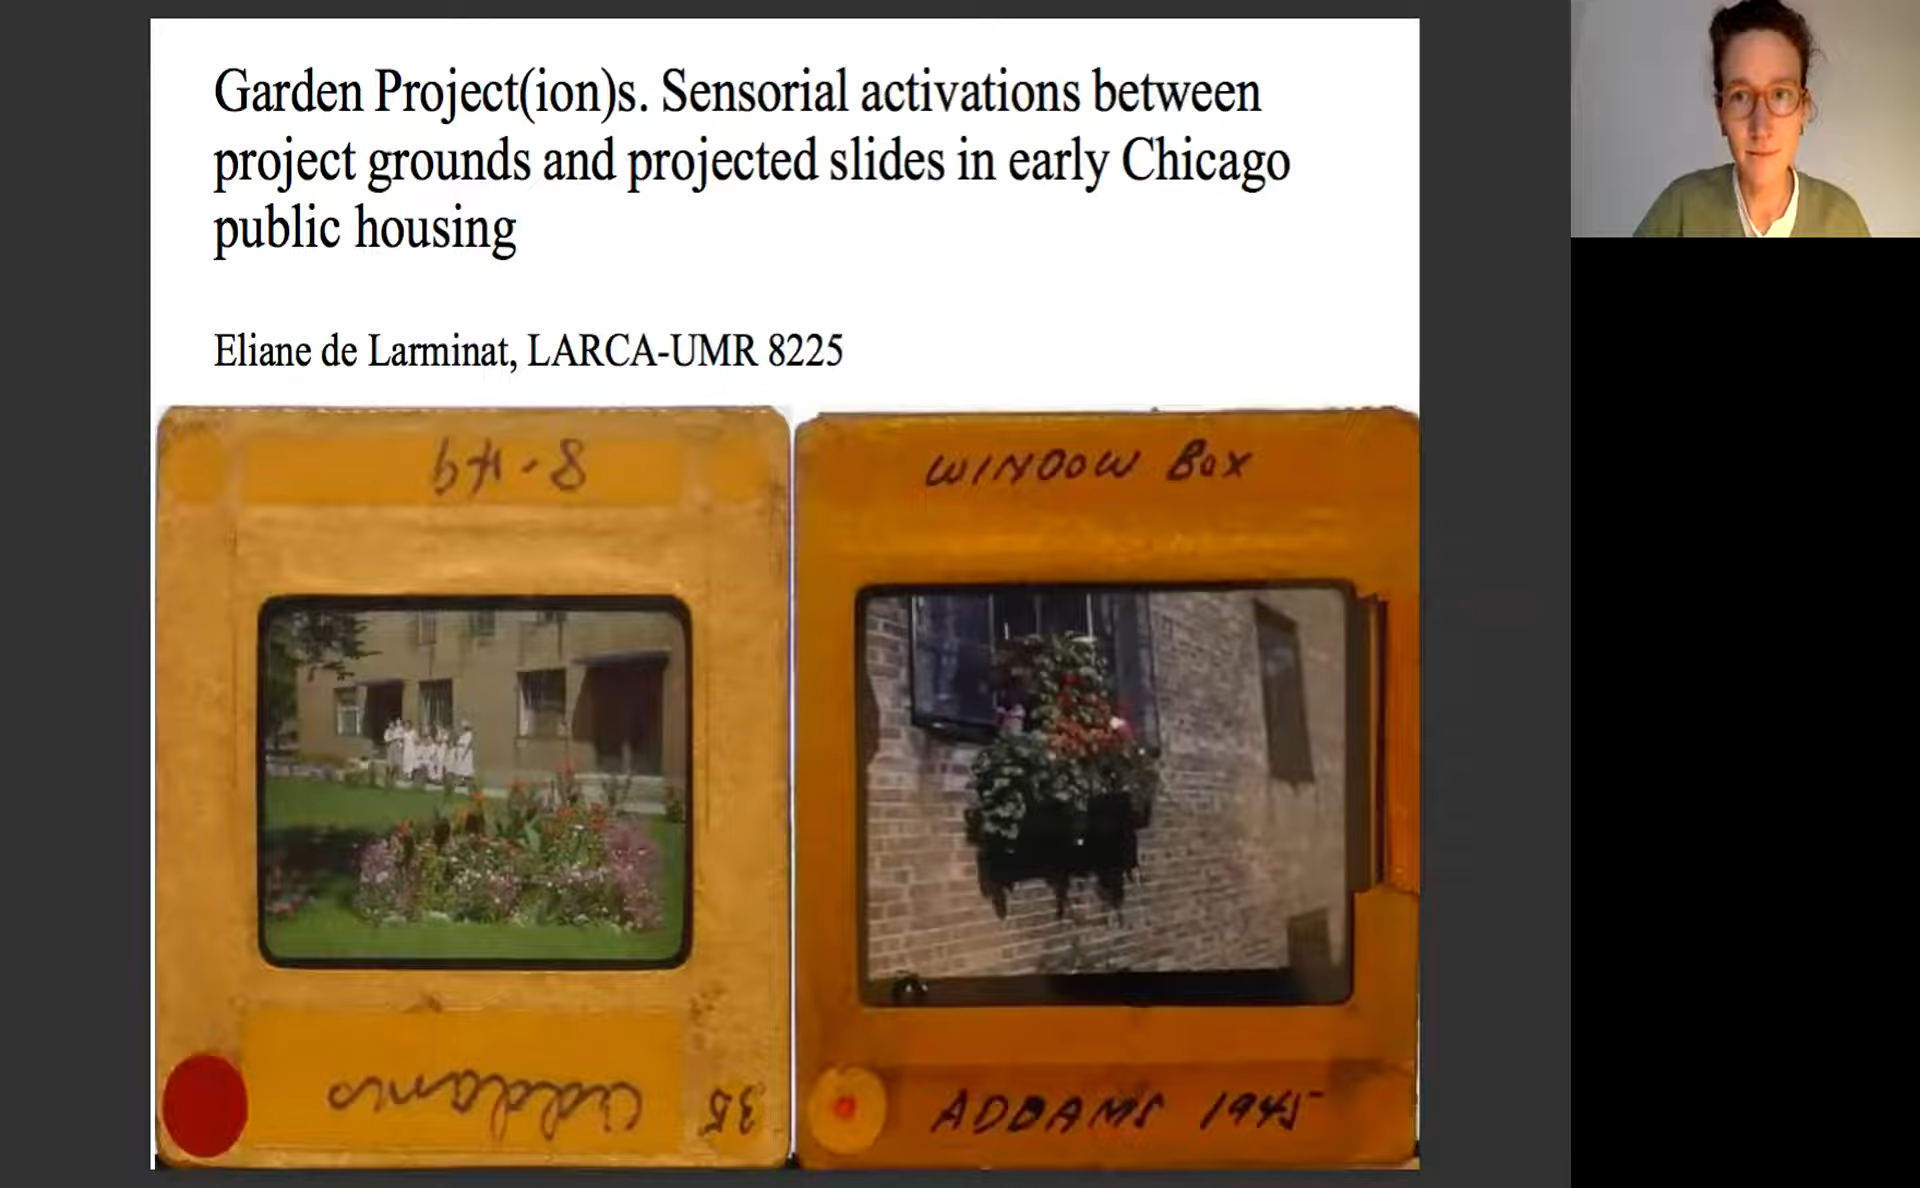 Garden Project(ion)s. Sensorial activations between
project grounds and projected slides in early Chicago
public housing
Eliane de Larminat, LARCA-UMR 8225
8-49
Addams
35
WINDOW Box
ADDAMS 1945